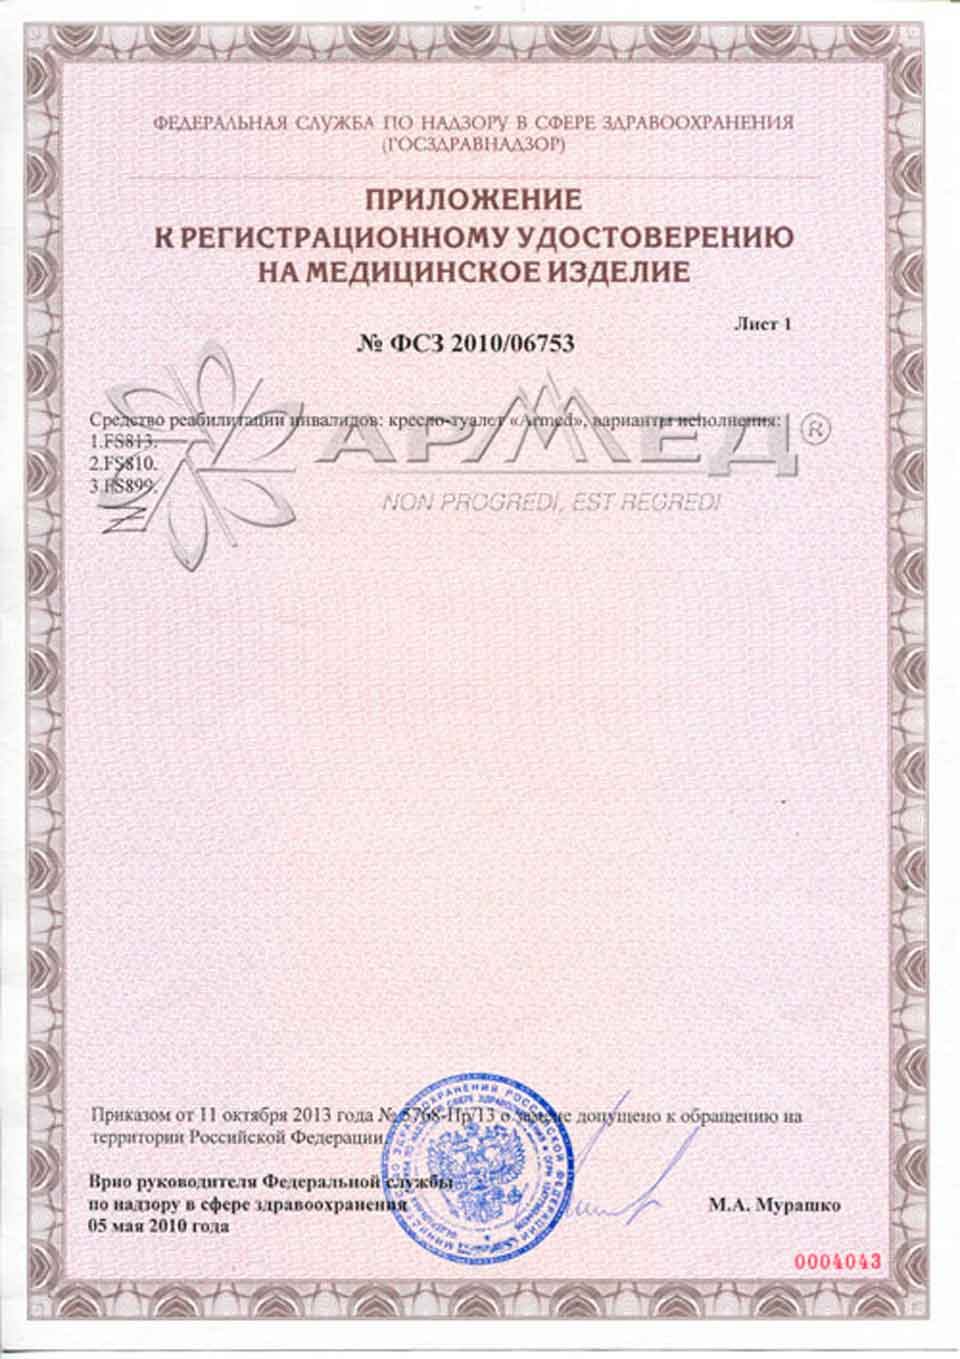 ФЕДЕРАЛЬНАЯ СЛУЖБА ПО НАДЗОРУ В СФЕРЕ ЗДРАВООХРАНЕНИЯ
(ГОСЗДРАВНАДЗОР)
ПРИЛОЖЕНИЕ
К РЕГИСТРАЦИОННОМУ УДОСТОВЕРЕНИЮ
НА МЕДИЦИНСКОЕ ИЗДЕЛИЕ
Лист 1
№ ФСЗ 2010/06753
Средство реабилитации инвалидов: кресло-туалет «Armed», варианты исполнения:
1.FS813.
2.FS810.
3.FS899.
АРМЕД ®
NON PROGREDI, EST REGREDI
Приказом от 11 октября 2013 года № 5768-Пр/13 о замене допущено к обращению на
территории Российской Федерации.
Врио руководителя Федеральной службы
по надзору в сфере здравоохранения
05 мая 2010 года
М.А. Мурашко
0004043